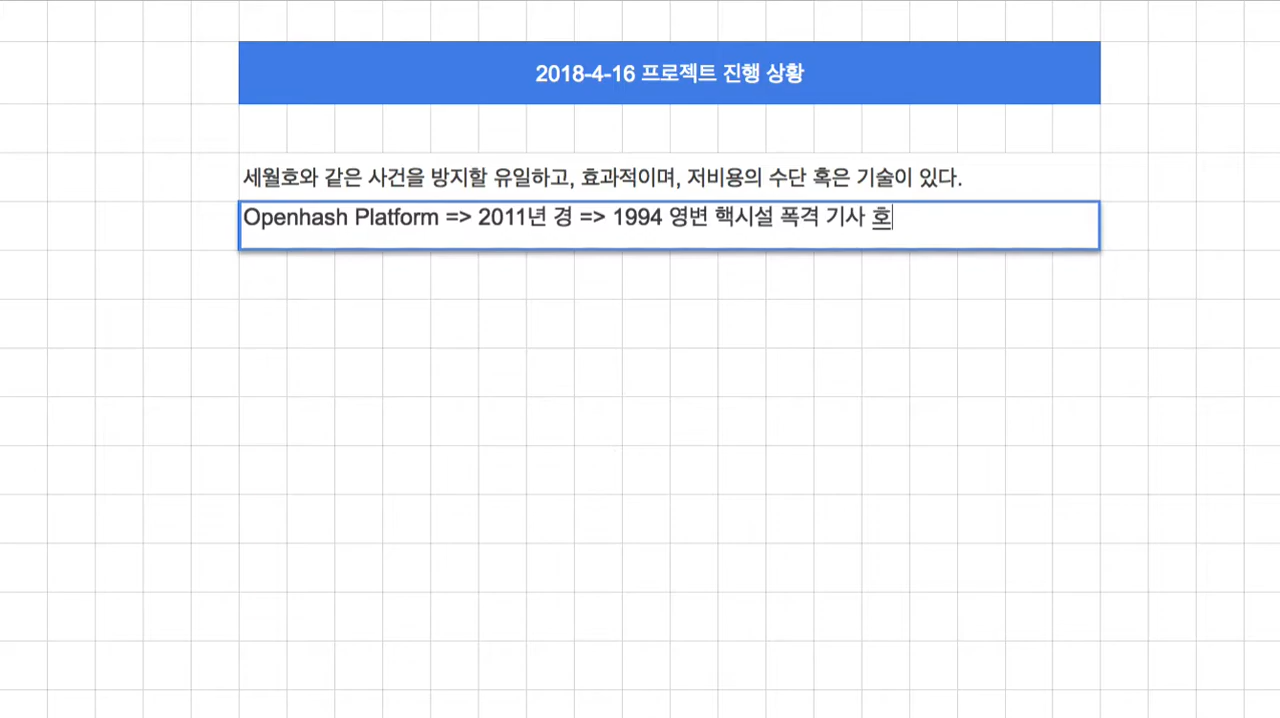 2018-4-16 프로젝트 진행 상황
세월호와 같은 사건을 방지할 유일하고, 효과적이며, 저비용의 수단 혹은 기술이 있다.
Openhash Platform => 2011년 경 => 1994 영변 핵시설 폭격 기사 호